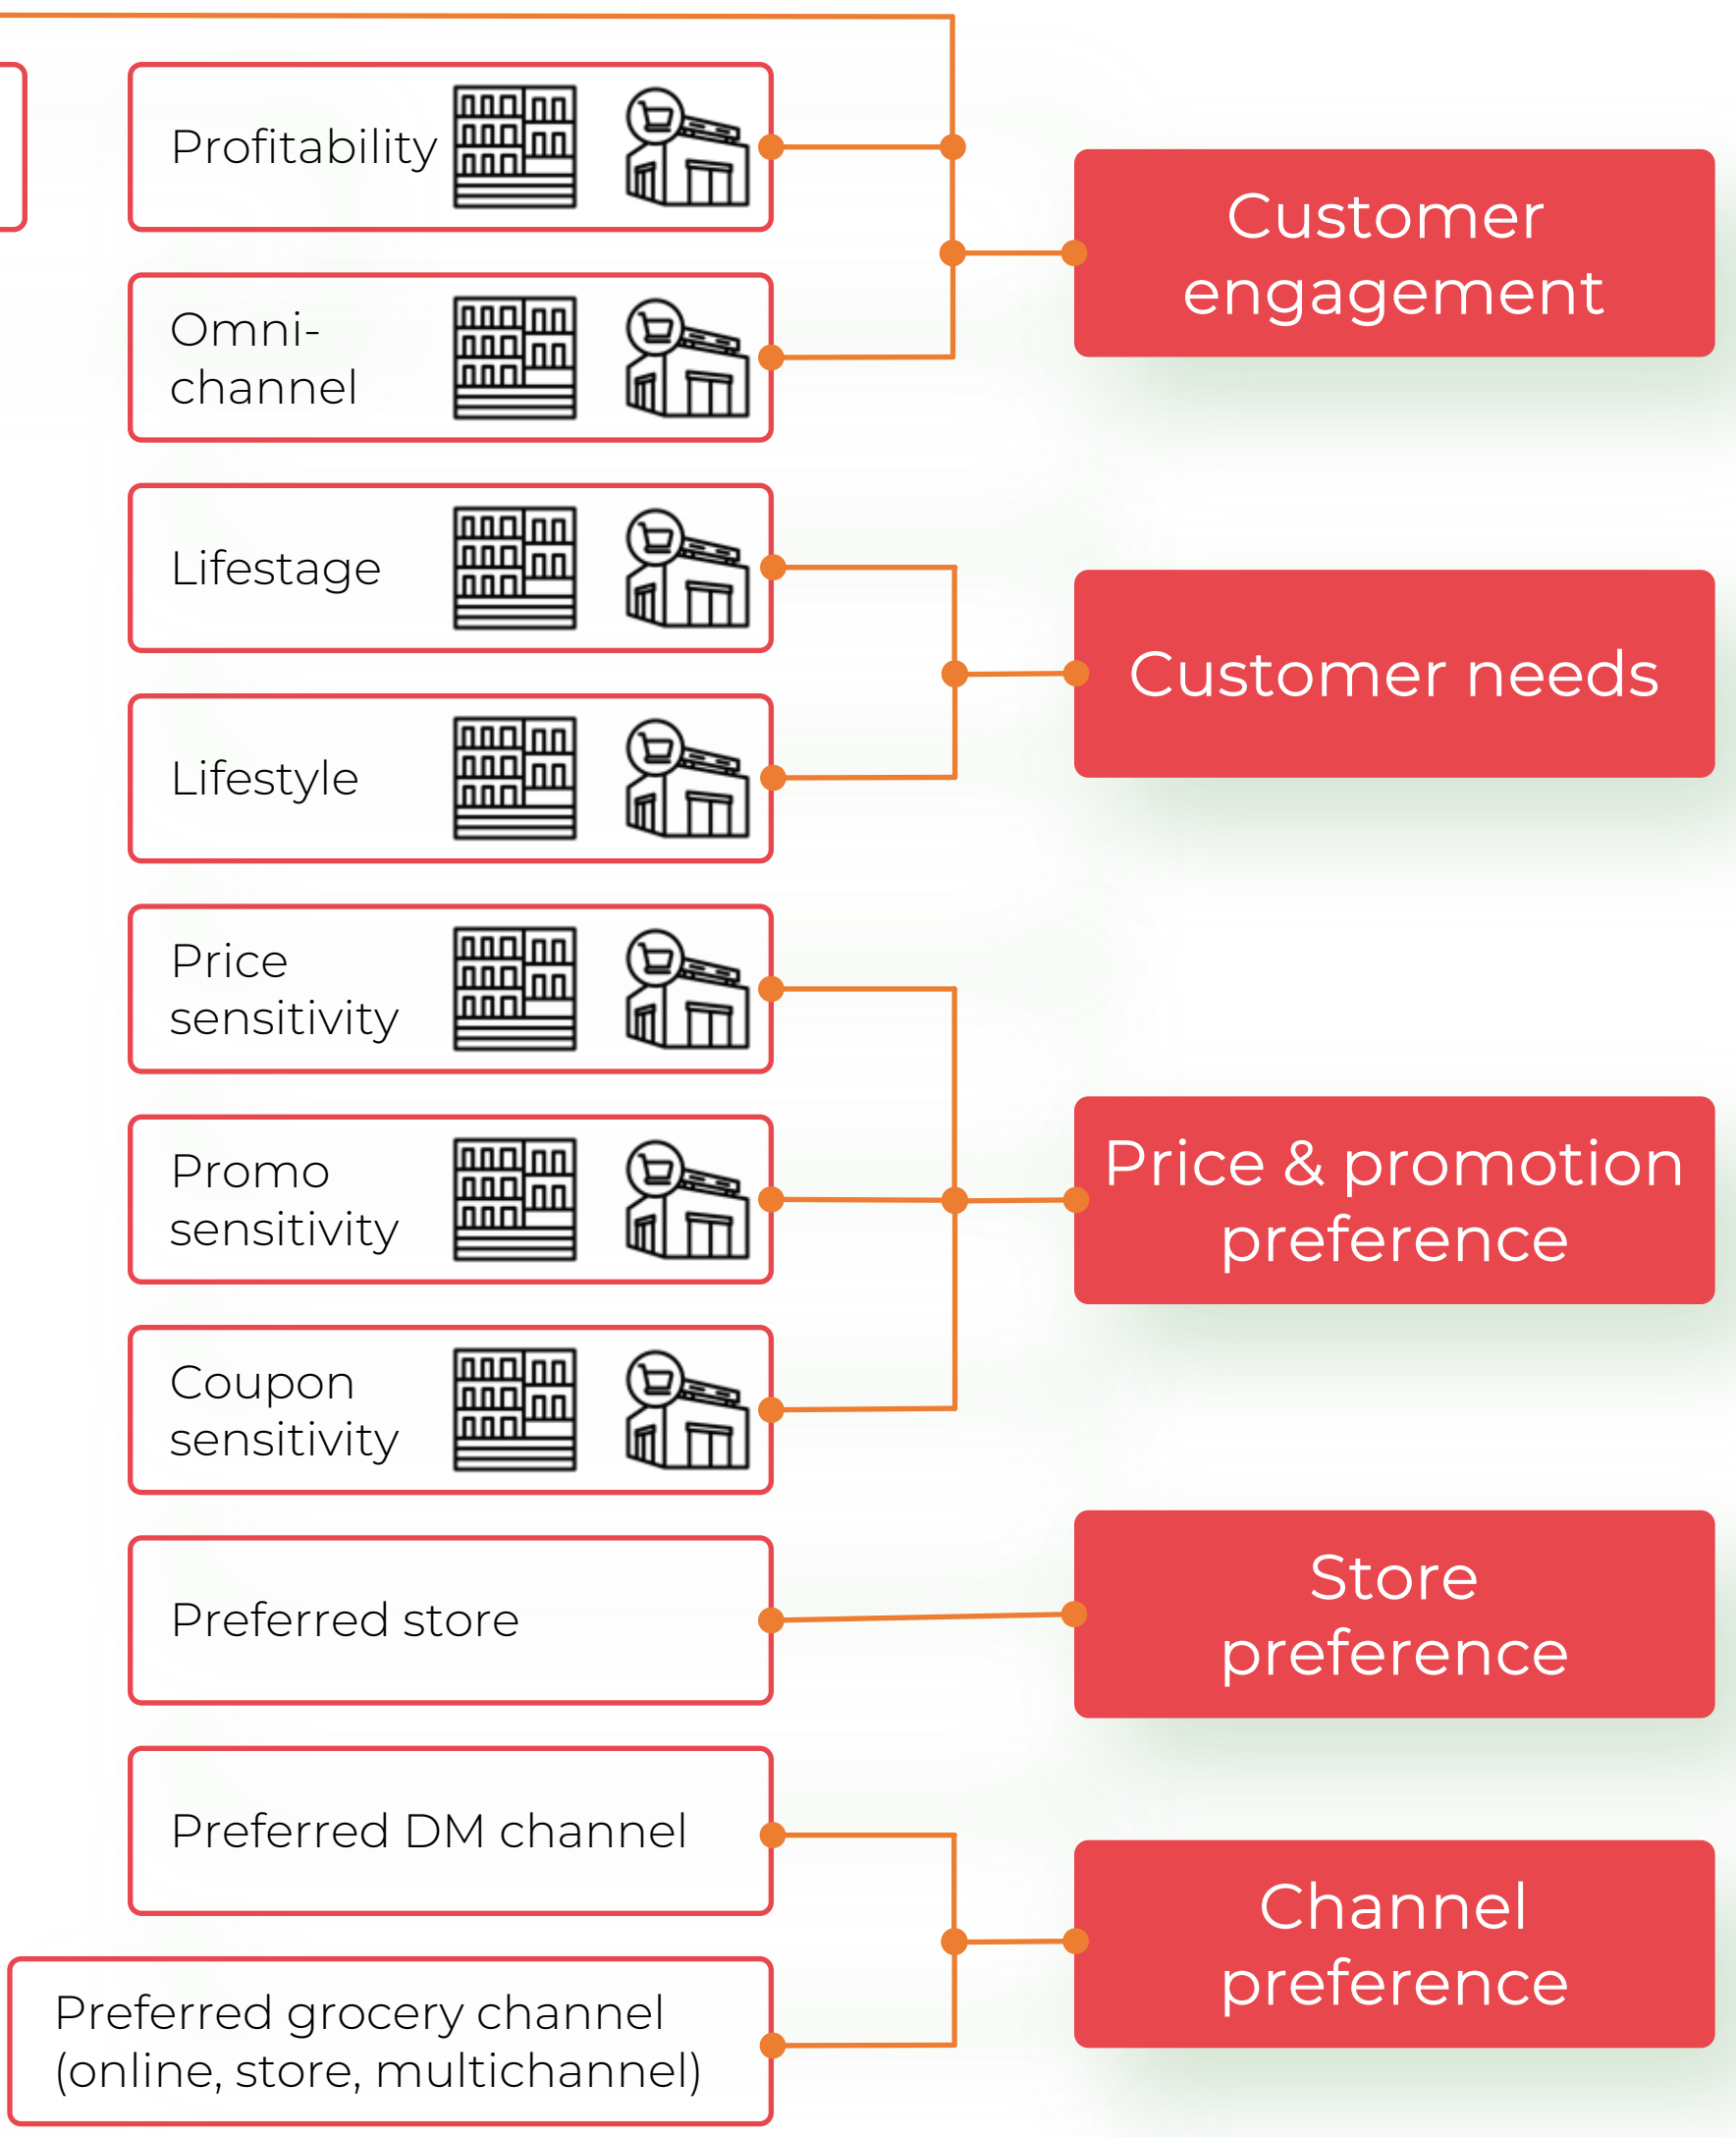 Profitability
Omni-
channel
Customer
engagement
Lifestage
Lifestyle
Customer needs
Price
sensitivity
Promo
sensitivity
Coupon
sensitivity
Price & promotion
preference
Preferred store
Store
preference
Preferred DM channel
Preferred grocery channel
(online, store, multichannel)
Channel
preference